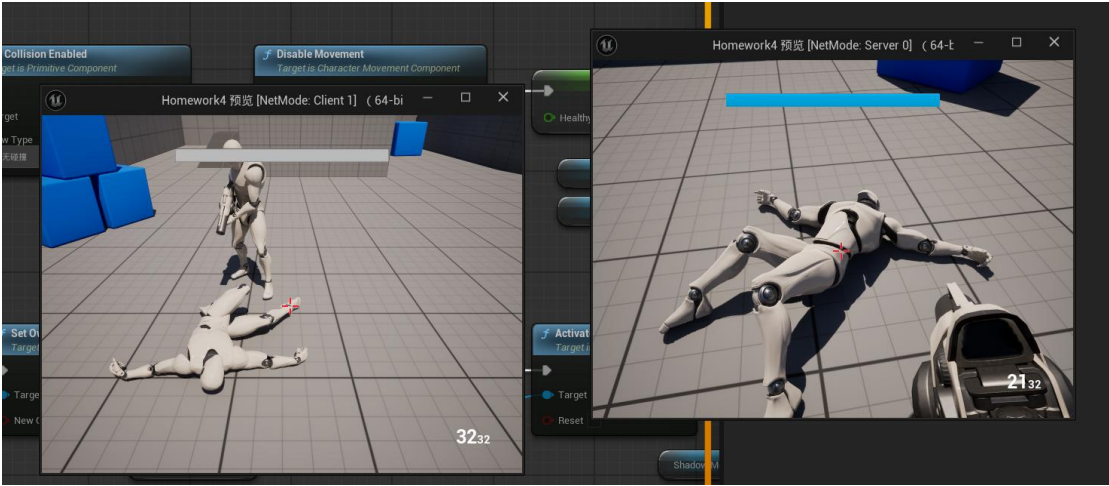 Collision Enabled
get is Primitive Component
Disable Movement
Target is Character Movement Component
Homework4 预览 [NetMode: Server 0] （ 64-b
Homework4 预览 [NetMode: Client 1] （ 64-bi
rget
w Type
无碰撞
Healthy
Set Ov
Target
Targe
New C
Activat
Target i
Target
Reset
32 32
21 32
Shadow M